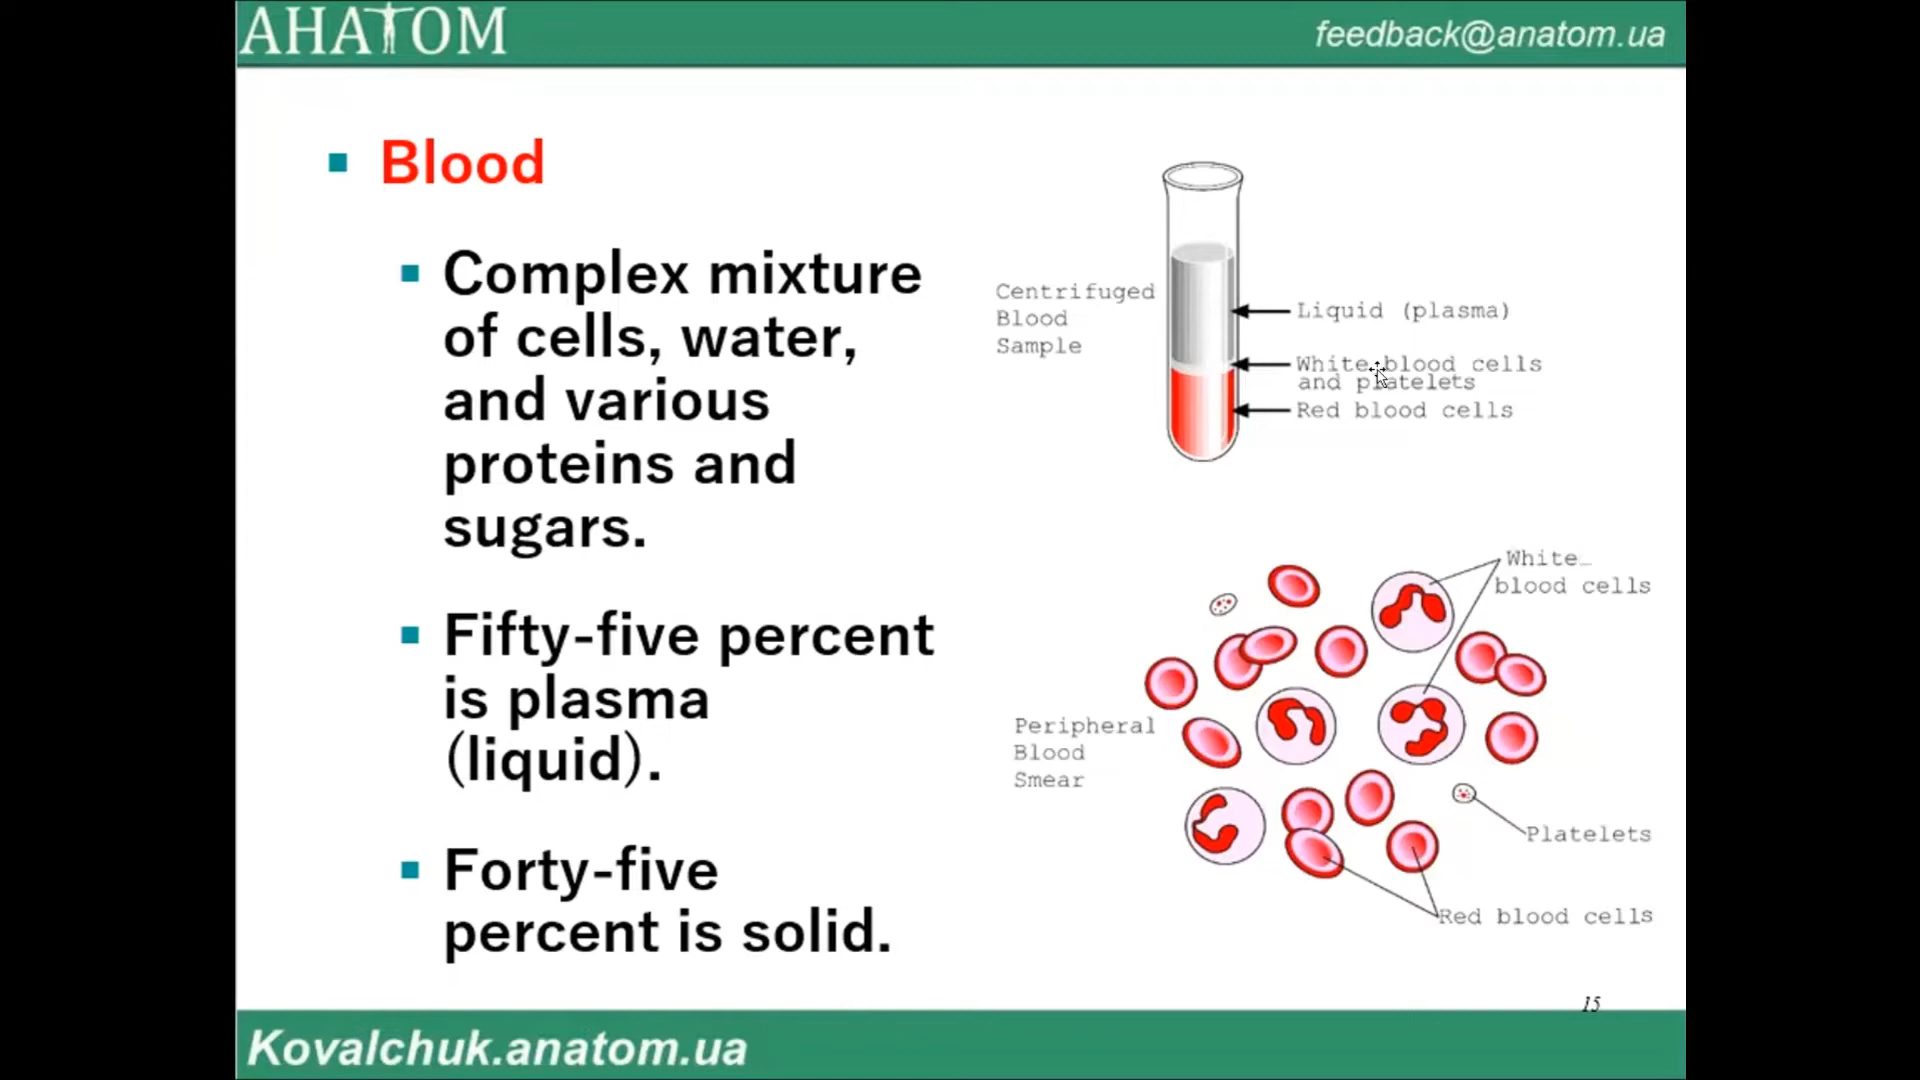 АНАТОМ
feedback@anatom.ua
Blood
Complex mixture
of cells, water,
and various
proteins and
sugars.
Fifty-five percent
is plasma
(liquid).
Forty-five
percent is solid.
Centrifuged
Blood
Sample
Liquid (plasma)
White blood cells
and platelets
Red blood cells
White
blood cells
Peripheral
Blood
Smear
Platelets
Red blood cells
15
Kovalchuk.anatom.ua